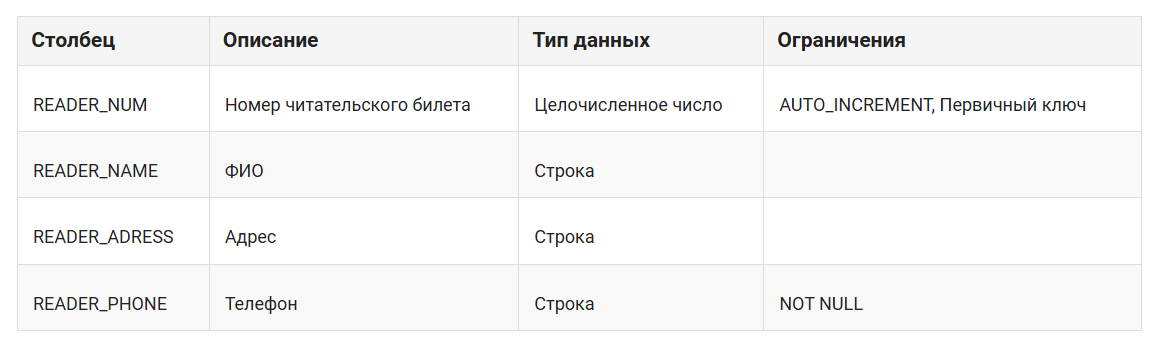 Столбец Описание Тип данных Ограничения
READER_NUM Номер читательского билета Целочисленное число AUTO_INCREMENT, Первичный ключ
READER_NAME ФИО Строка
READER_ADRESS Адрес Строка
READER_PHONE Телефон Строка NOT NULL